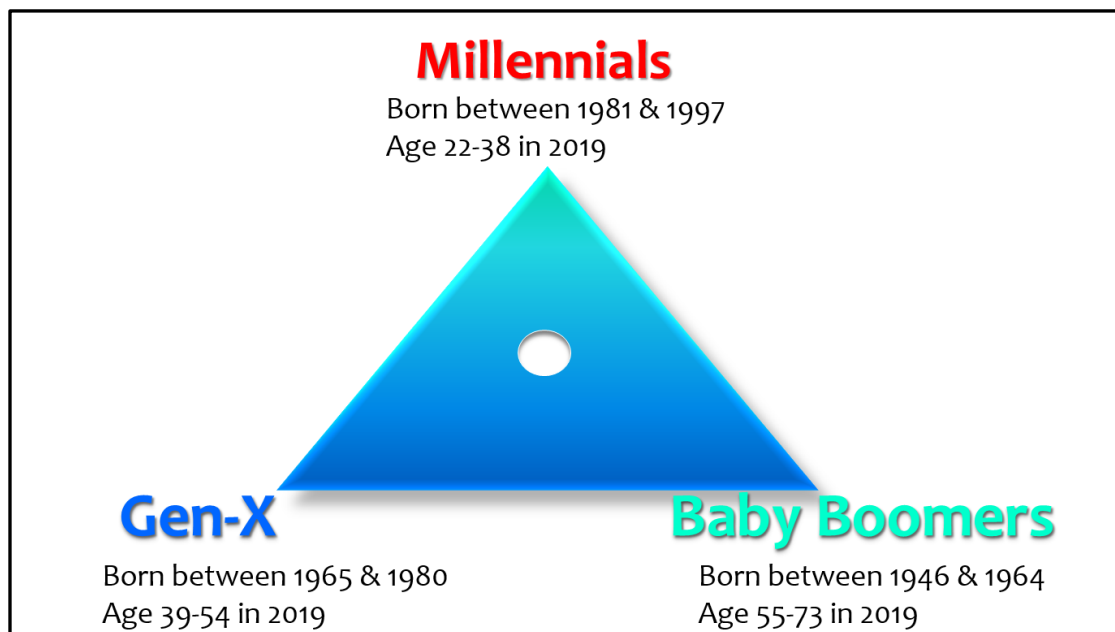 Millennials
Born between 1981 & 1997
Age 22-38 in 2019
Gen-X
Born between 1965 & 1980
Age 39-54 in 2019
Baby Boomers
Born between 1946 & 1964
Age 55-73 in 2019